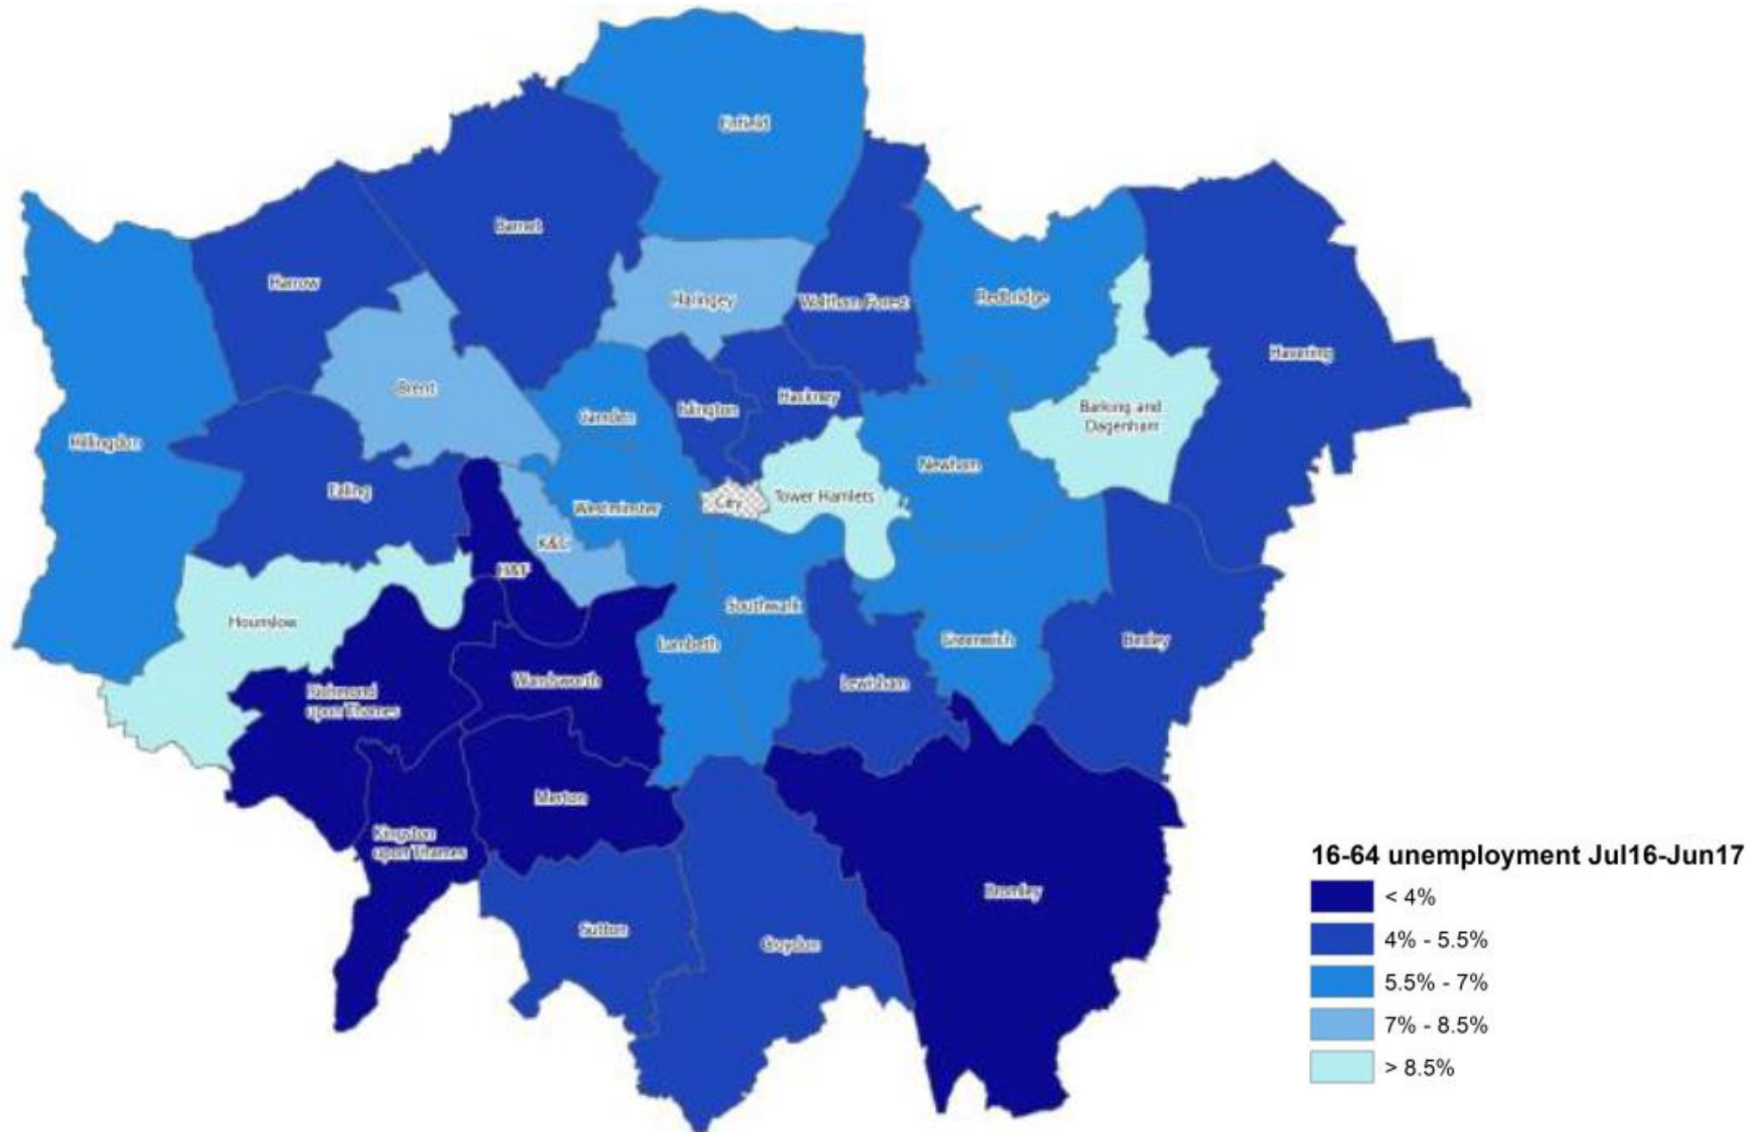 Enfield
Barnet
Harrow
Haringey
Waltham Forest
Redbridge
Havering
Brent
Camden
Islington
Hackney
Barking and
Dagenham
Hillingdon
Ealing
Westminster
City
Tower Hamlets
Newham
K&C
H&F
Hounslow
Southwark
Lambeth
Greenwich
Bexley
Richmond
upon Thames
Wandsworth
Lewisham
Merton
Kingston
upon Thames
Bromley
Sutton
Croydon
16-64 unemployment Jul16-Jun17
< 4%
4% - 5.5%
5.5% - 7%
7% - 8.5%
> 8.5%